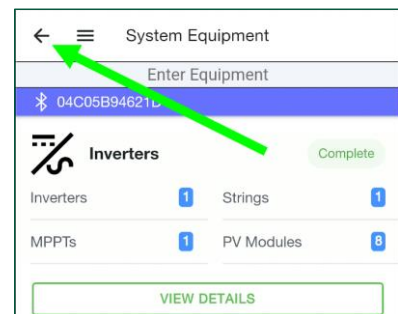 System Equipment
Enter Equipment
04C05B94621D
Inverters
Complete
Inverters 1 Strings 1
MPPTs 1 PV Modules 8
VIEW DETAILS